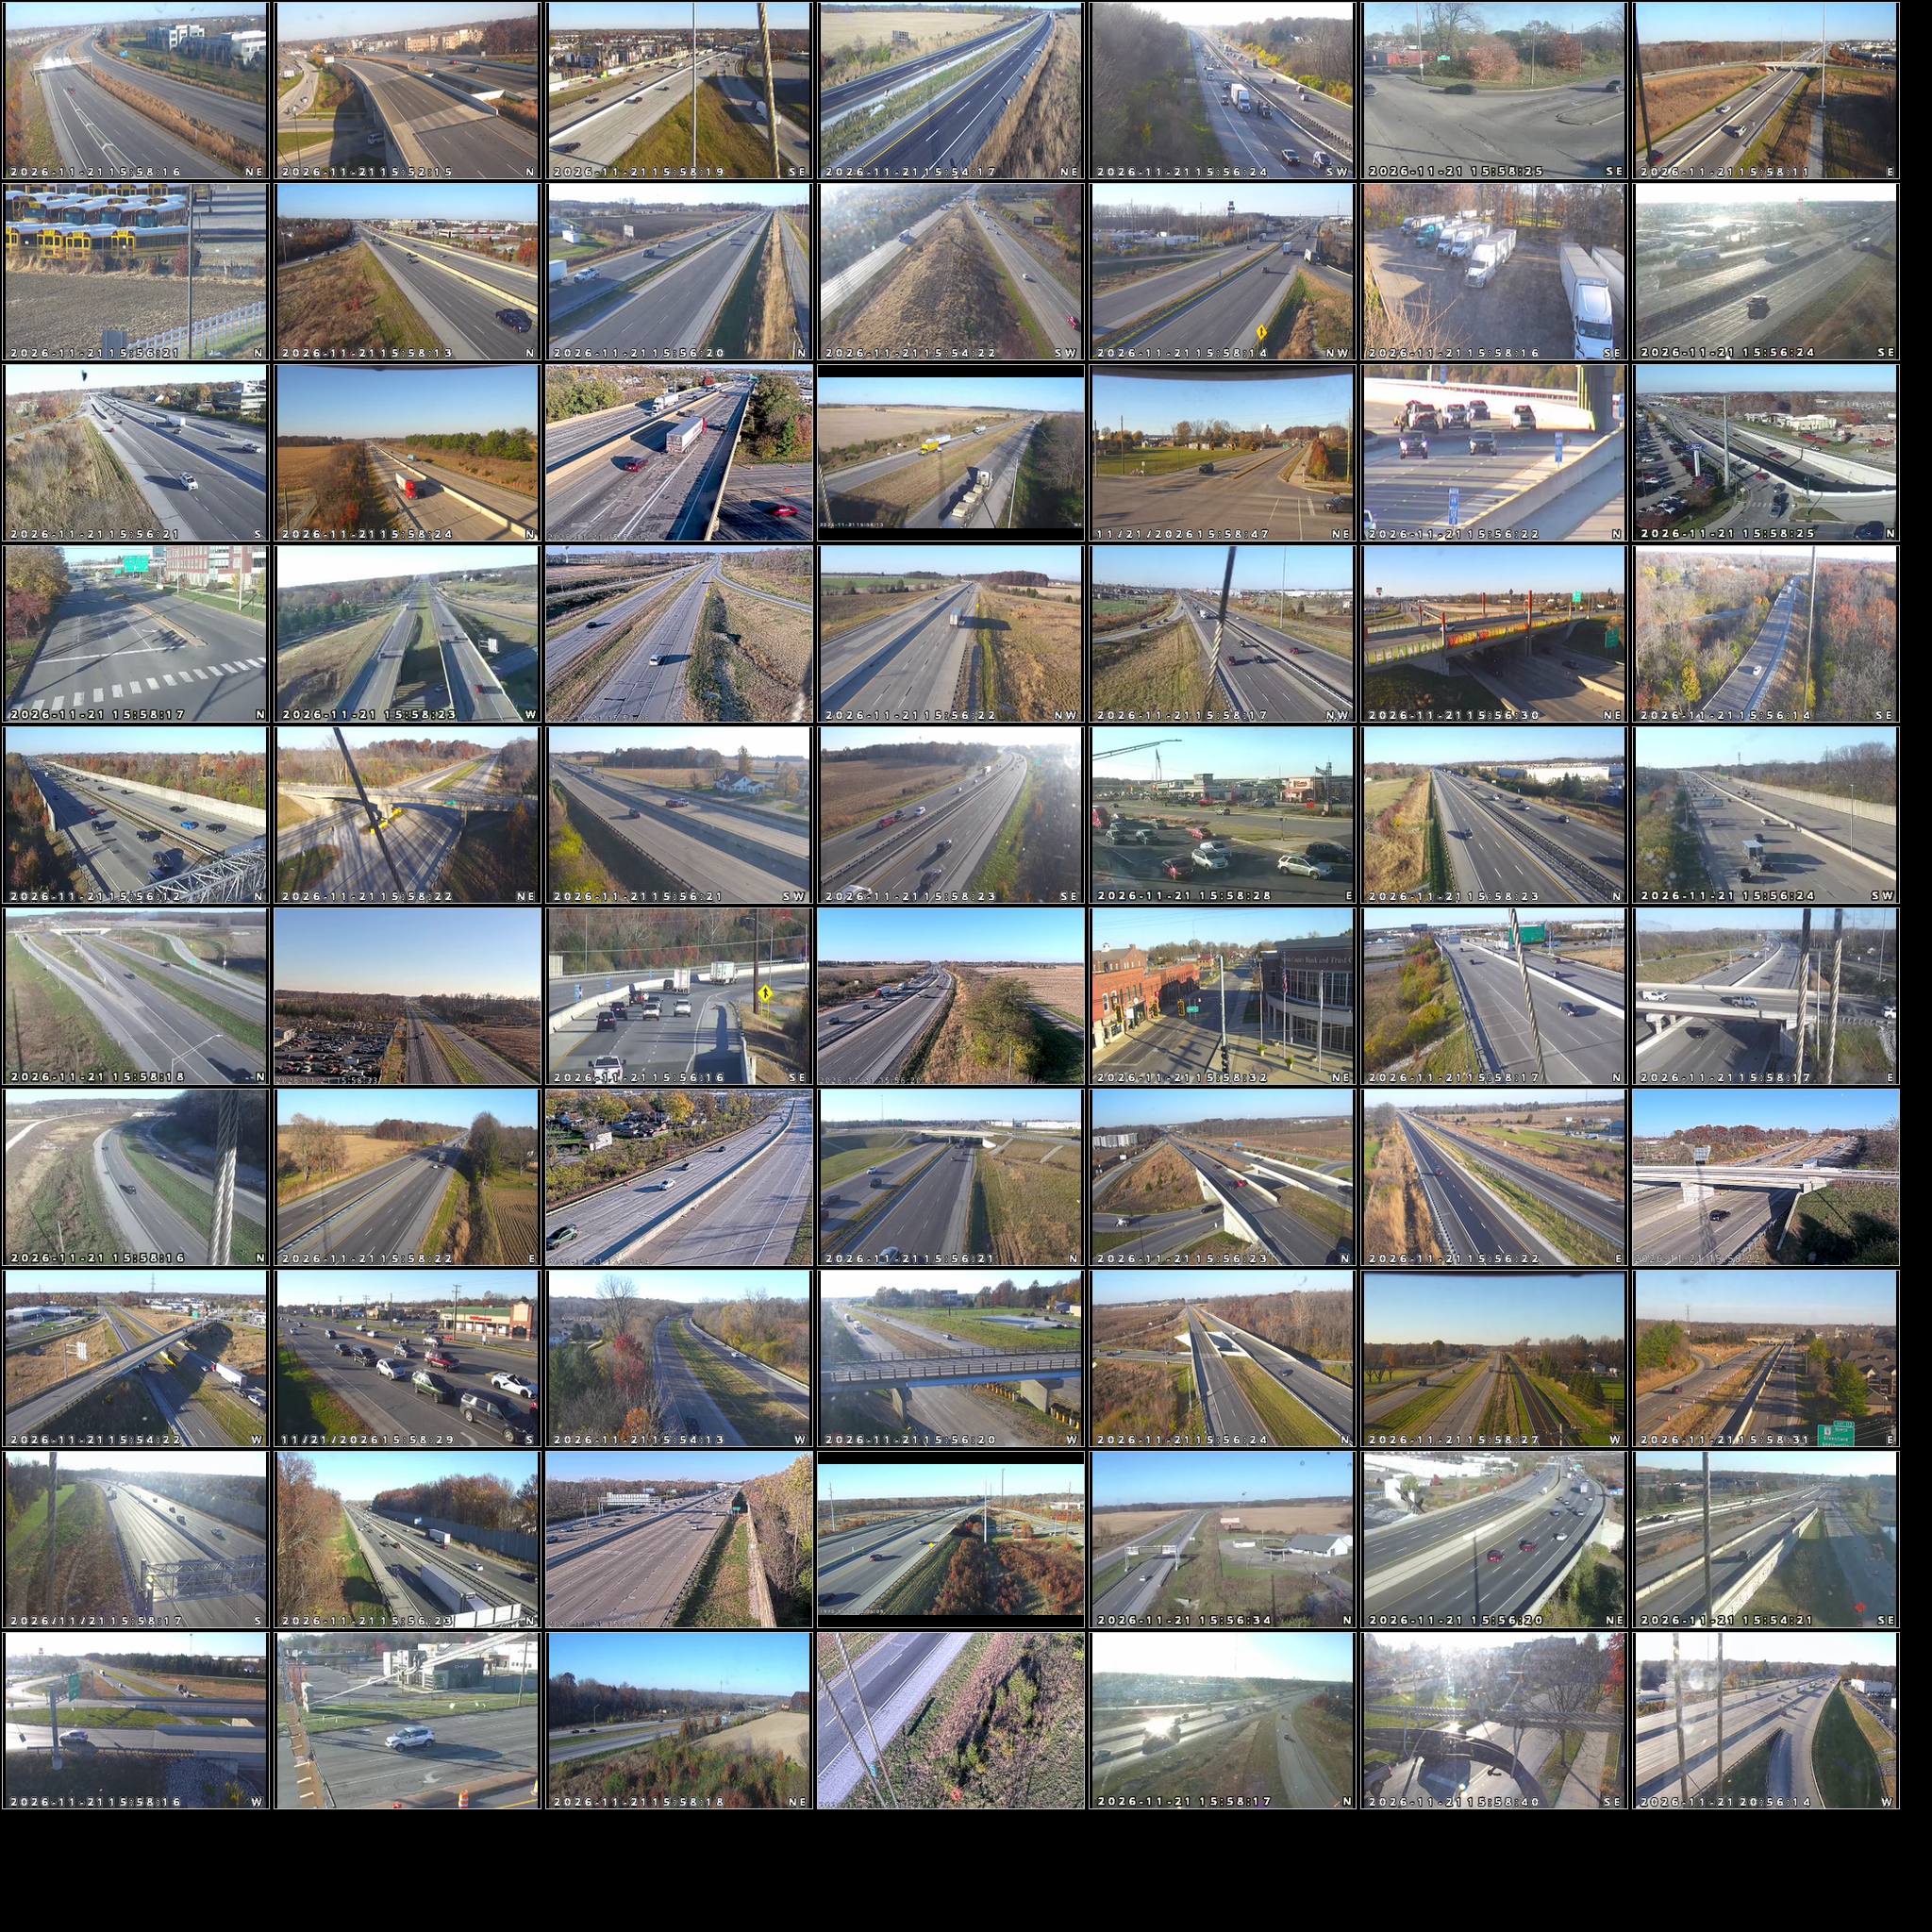 2026-11-21 15:58:16 NE
2026-11-21 15:52:15 N
2026-11-21 15:58:19 SE
2026-11-21 15:54:17 NE
2026-11-21 15:56:24 SW
2026-11-21 15:58:25 SE
2026-11-21 15:58:11 E
2026-11-21 15:56:21 N
2026-11-21 15:58:13 N
2026-11-21 15:56:20 N
2026-11-21 15:54:22 SW
2026-11-21 15:58:14 NW
2026-11-21 15:58:16 SE
2026-11-21 15:56:24 SE
2026-11-21 15:56:21 S
2026-11-21 15:58:24 N
11/21/2026 15:58:47 NE
2026-11-21 15:56:22
2026-11-21 15:58:25 N
2026-11-21 15:58:17 N
2026-11-21 15:58:23 W
2026-11-21 15:56:22 NW
2026-11-21 15:58:17 NW
2026-11-21 15:56:30 NE
2026-11-21 15:56:14 SE
2026-11-21 15:56:12 N
2026-11-21 15:58:22 NE
2026-11-21 15:56:21 SW
2026-11-21 15:58:23 SE
2026-11-21 15:58:28 E
2026-11-21 15:58:23 N
2026-11-21 15:56:24 SW
2026-11-21 15:58:18 N
2026-11-21 15:56:16 SE
2026-11-21 15:58:32 NE
2026-11-21 15:58:17 N
2026-11-21 15:58:17 E
2026-11-21 15:58:16 N
2026-11-21 15:58:22 E
2026-11-21 15:56:21 N
2026-11-21 15:56:23 N
2026-11-21 15:56:22 E
2026-11-21 15:54:22 W
11/21/2026 15:58:29 S
2026-11-21 15:54:13 N
2026-11-21 15:56:20 W
2026-11-21 15:56:24 N
2026-11-21 15:58:27 W
2026-11-21 15:58:31 E
2026/11/21 15:58:17 S
2026-11-21 15:56:23 N
2026-11-21 15:56:34 N
2026-11-21 15:56:20 NE
2026-11-21 15:54:21 SE
2026-11-21 15:58:16 W
2026-11-21 15:58:18 NE
2026-11-21 15:58:17 N
2026-11-21 15:58:40 SE
2026-11-21 20:56:14 W